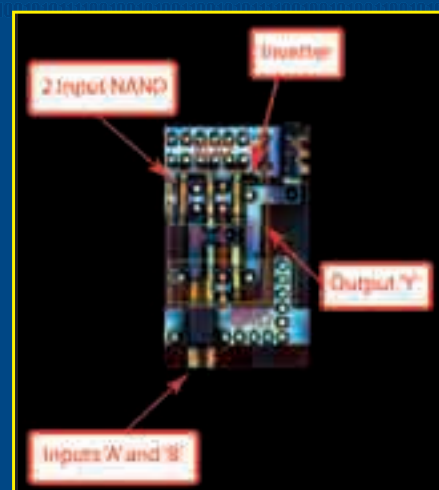 Inverter
2 Input NAND
Output 'Y'
Inputs 'A' and 'B'